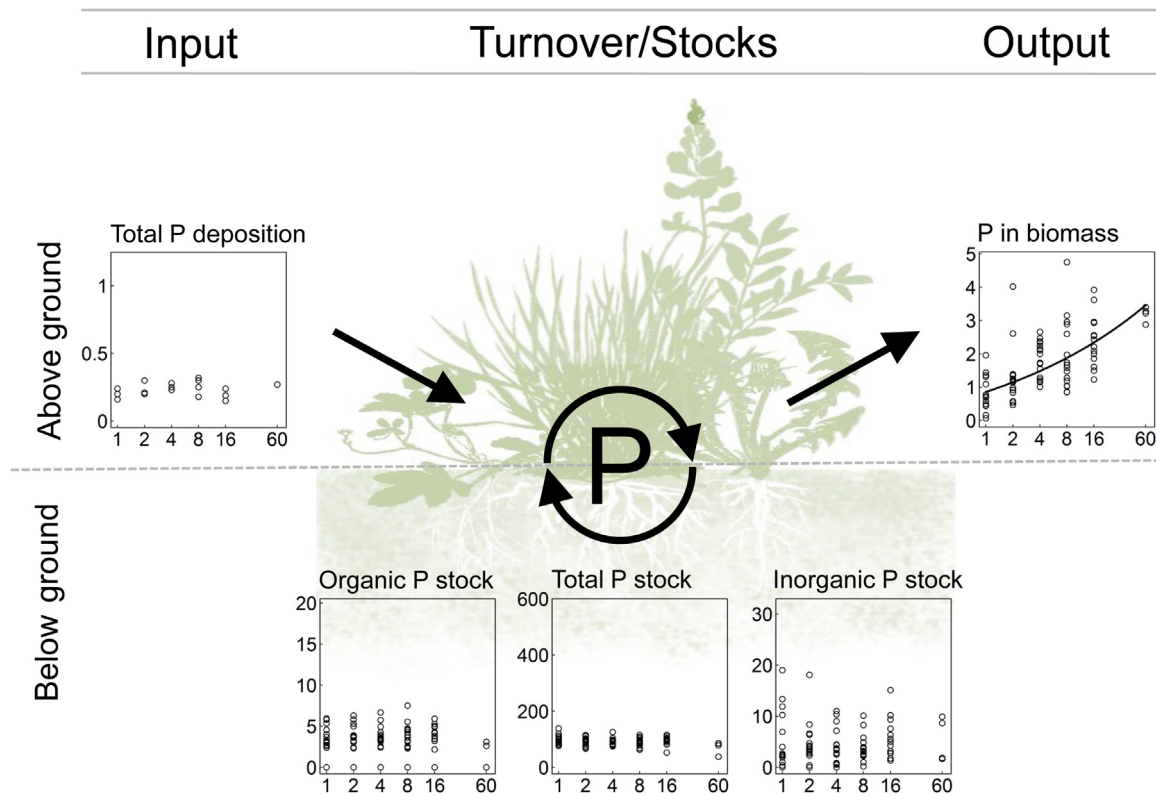 Input Turnover/Stocks Output
Above ground
Total P deposition
1
0.5
0
1 2 4 8 16 60
P in biomass
5
4
3
2
1
0
1 2 4 8 16 60
P
Below ground
Organic P stock
20
15
10
5
0
1 2 4 8 16 60
Total P stock
600
400
200
0
1 2 4 8 16 60
Inorganic P stock
30
20
10
0
1 2 4 8 16 60